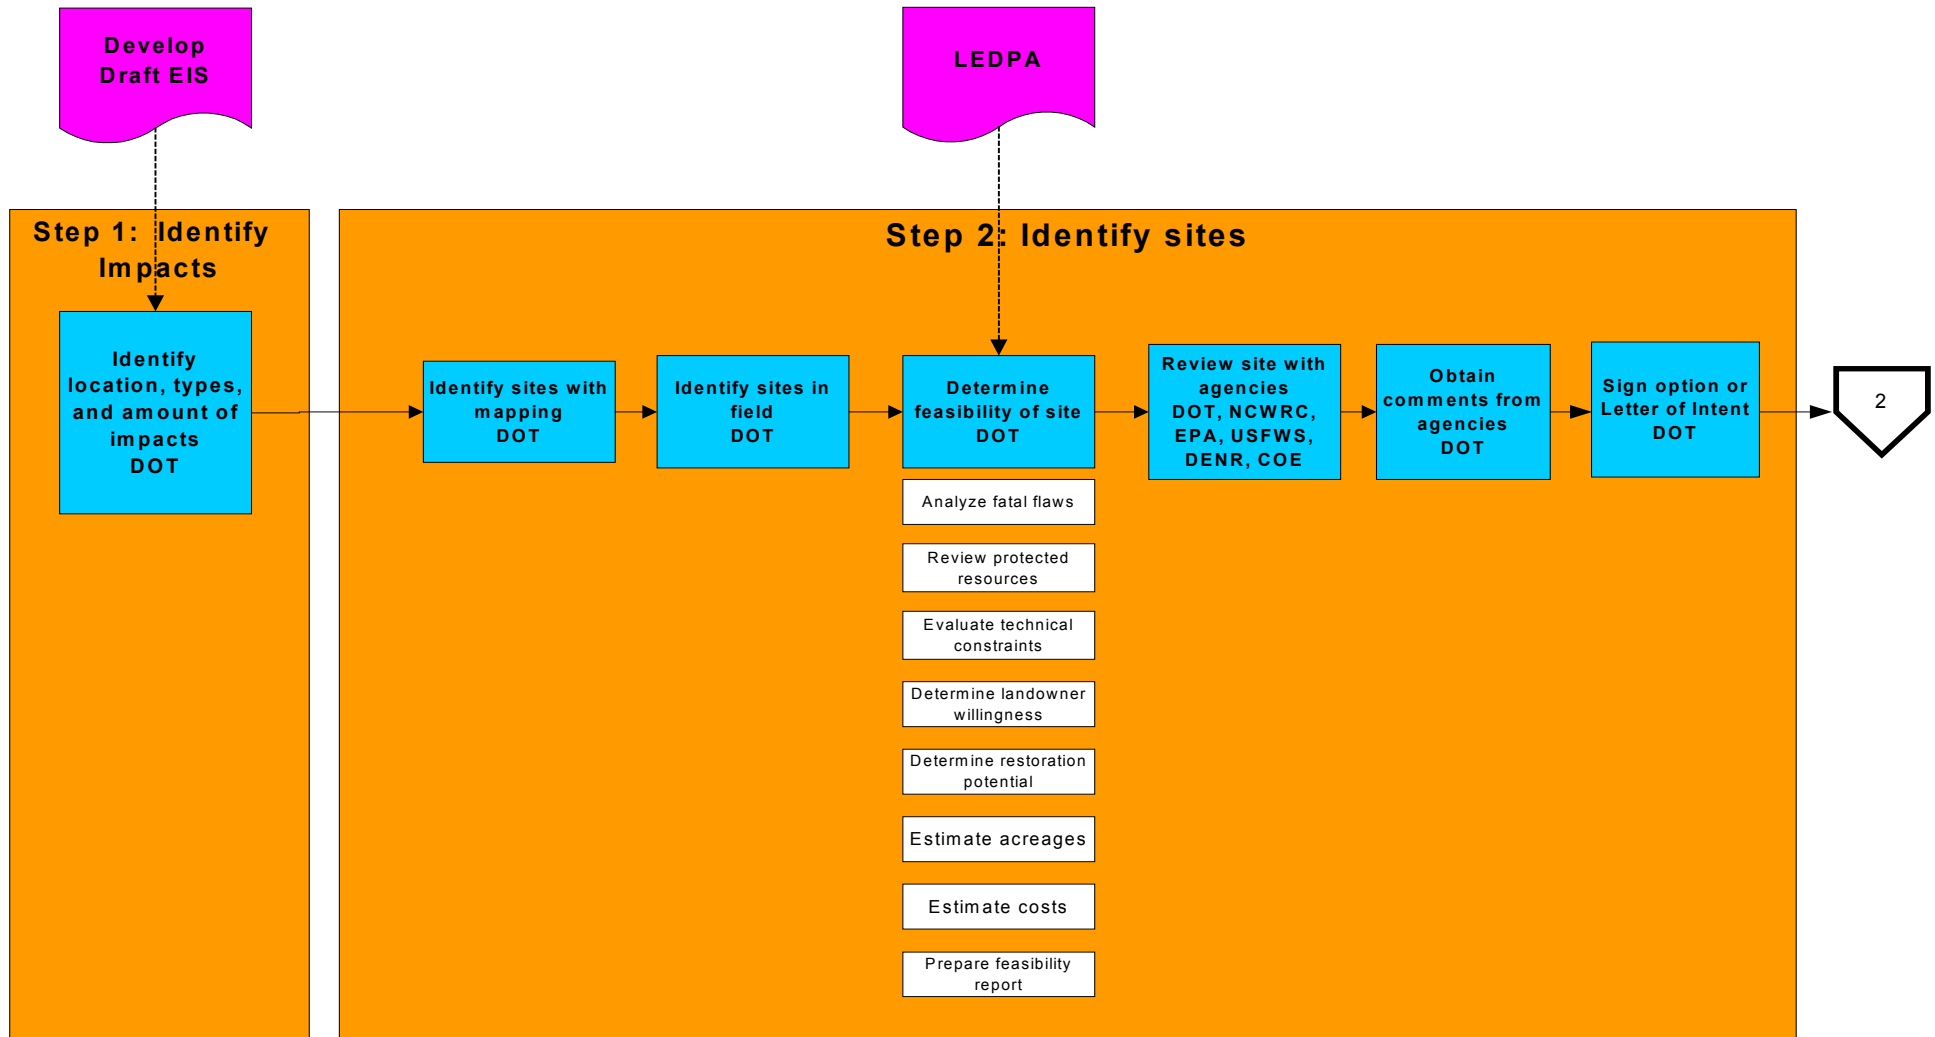 Develop
Draft EIS
LEDPA
Step 1: Identify
Impacts
Step 2: Identify sites
Identify
location, types,
and amount of
impacts
DOT
Identify sites with
mapping
DOT
Identify sites in
field
DOT
Determine
feasibility of site
DOT
Review site with
agencies
DOT, NCWRC,
EPA, USFWS,
DENR, COE
Obtain
comments from
agencies
DOT
Sign option or
Letter of Intent
DOT
2
Analyze fatal flaws
Review protected
resources
Evaluate technical
constraints
Determine landowner
willingness
Determine restoration
potential
Estimate acreages
Estimate costs
Prepare feasibility
report